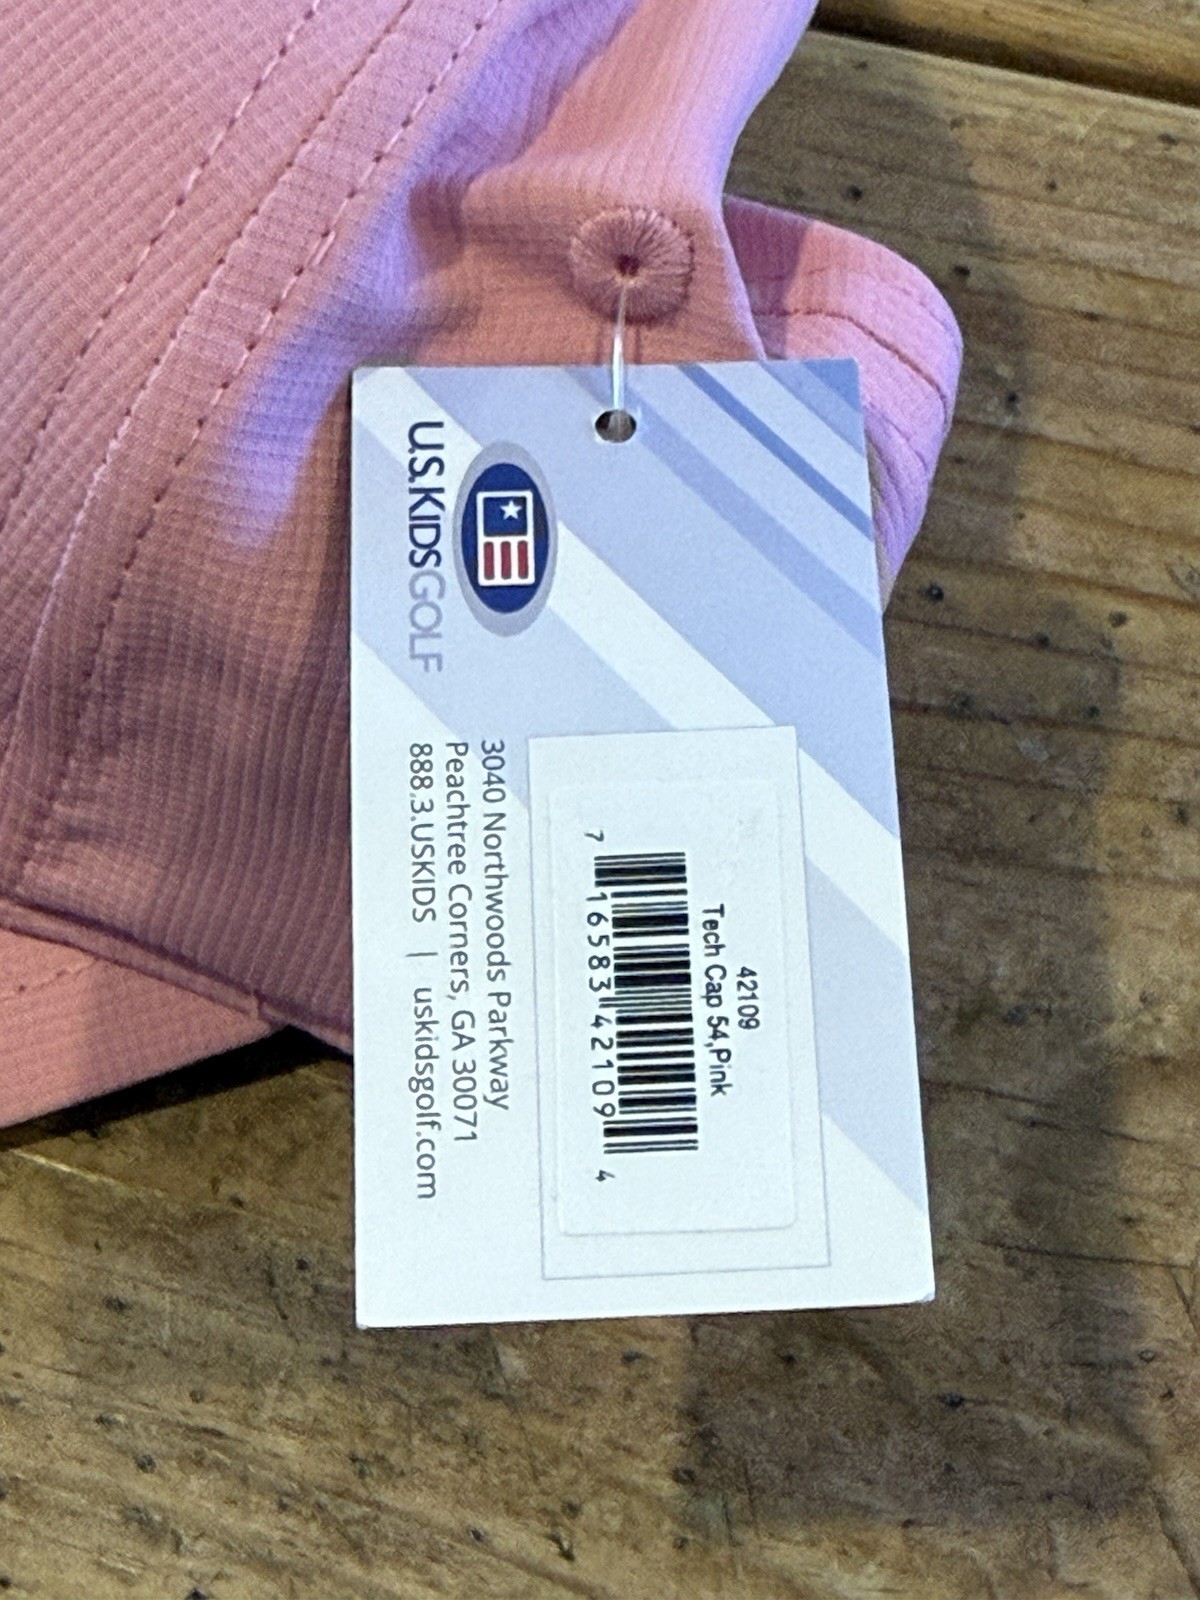 U.S. KIDSGOLF
3040 Northwoods Parkway
Peachtree Corners, GA 30071
888.3.USKIDS | uskidsgolf.com
42109
Tech Cap 54,Pink
7 16583 42109 4